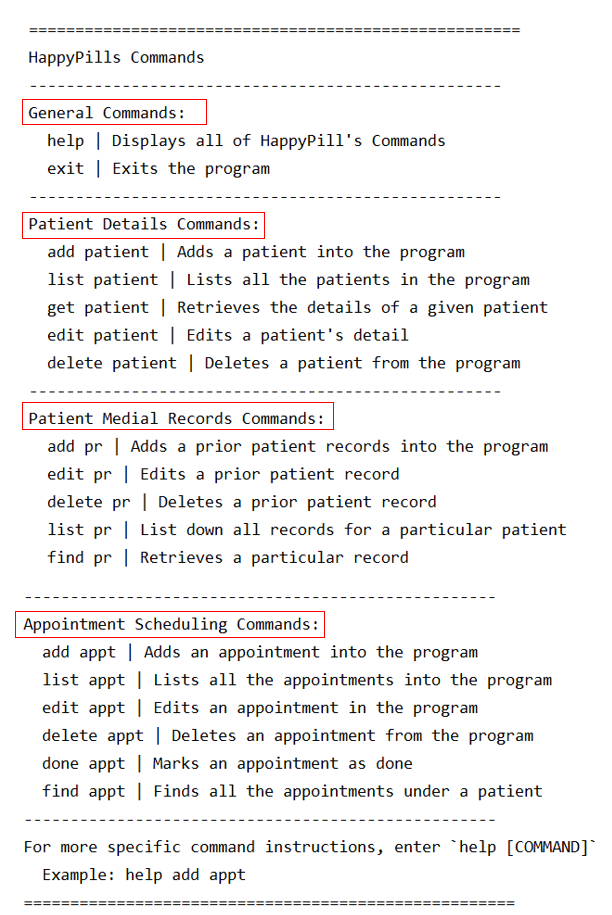 =====================================================
HappyPills Commands
---------------------------------------------------
General Commands:
  help | Displays all of HappyPill's Commands
  exit | Exits the program
---------------------------------------------------
Patient Details Commands:
  add patient | Adds a patient into the program
  list patient | Lists all the patients in the program
  get patient | Retrieves the details of a given patient
  edit patient | Edits a patient's detail
  delete patient | Deletes a patient from the program
---------------------------------------------------
Patient Medial Records Commands:
  add pr | Adds a prior patient records into the program
  edit pr | Edits a prior patient record
  delete pr | Deletes a prior patient record
  list pr | List down all records for a particular patient
  find pr | Retrieves a particular record
---------------------------------------------------
Appointment Scheduling Commands:
  add appt | Adds an appointment into the program
  list appt | Lists all the appointments into the program
  edit appt | Edits an appointment in the program
  delete appt | Deletes an appointment from the program
  done appt | Marks an appointment as done
  find appt | Finds all the appointments under a patient
---------------------------------------------------
For more specific command instructions, enter `help [COMMAND]`
  Example: help add appt
=====================================================